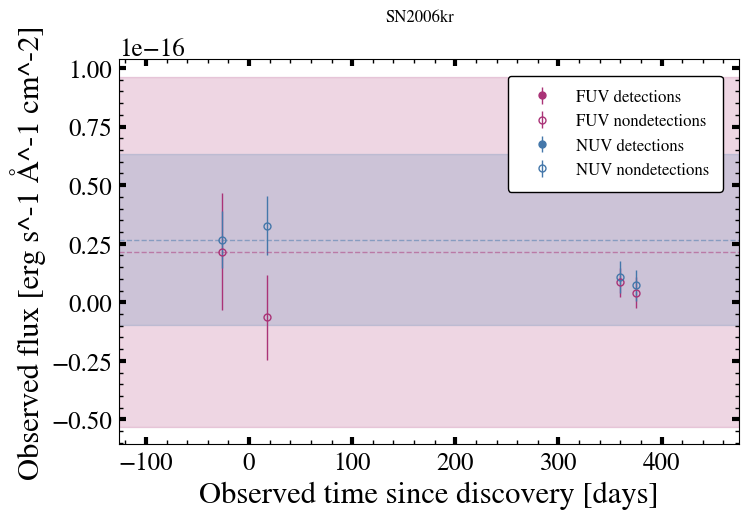 SN2006kr
1e−16
1.00
0.75
0.50
0.25
0.00
−0.25
−0.50
Observed flux [erg s^-1 Å^-1 cm^-2]
FUV detections
FUV nondetections
NUV detections
NUV nondetections
−100 0 100 200 300 400
Observed time since discovery [days]